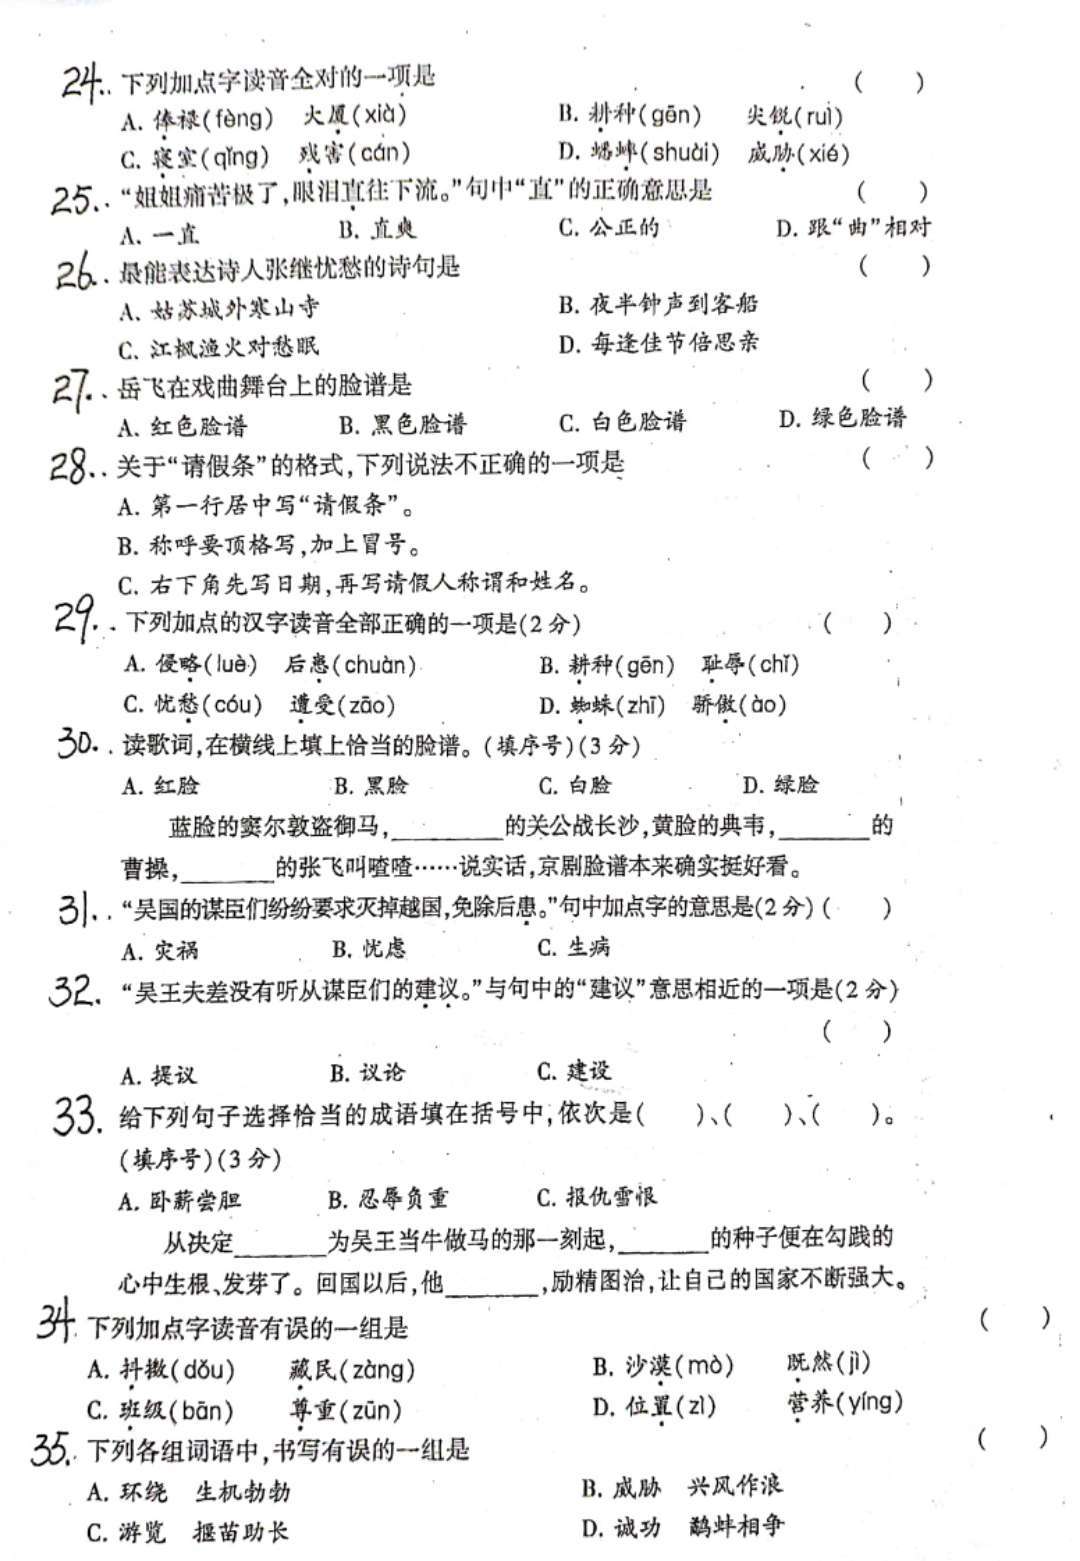 24. 下列加点字读音全对的一项是 ( )
A. 俸禄(fèng) 大厦(xià) B. 耕种(gēn) 尖锐(ruì)
C. 寝室(qǐng) 残害(cán) D. 蟋蟀(shuài) 威胁(xié)
25. “姐姐痛苦极了,眼泪直往下流。”句中“直”的正确意思是 ( )
A. 一直 B. 直爽 C. 公正的 D. 跟“曲”相对
26. 最能表达诗人张继忧愁的诗句是 ( )
A. 姑苏城外寒山寺 B. 夜半钟声到客船
C. 江枫渔火对愁眠 D. 每逢佳节倍思亲
27. 岳飞在戏曲舞台上的脸谱是 ( )
A. 红色脸谱 B. 黑色脸谱 C. 白色脸谱 D. 绿色脸谱
28. 关于“请假条”的格式,下列说法不正确的一项是 ( )
A. 第一行居中写“请假条”。
B. 称呼要顶格写,加上冒号。
C. 右下角先写日期,再写请假人称谓和姓名。
29. 下列加点的汉字读音全部正确的一项是(2分) ( )
A. 侵略(luè) 后患(chuàn) B. 耕种(gēn) 耻辱(chǐ)
C. 忧愁(cóu) 遭受(zāo) D. 蜘蛛(zhī) 骄傲(ào)
30. 读歌词,在横线上填上恰当的脸谱。(填序号)(3分)
A. 红脸 B. 黑脸 C. 白脸 D. 绿脸
蓝脸的窦尔敦盗御马,________的关公战长沙,黄脸的典韦,________的
曹操,________的张飞叫喳喳……说实话,京剧脸谱本来确实挺好看。
31. “吴国的谋臣们纷纷要求灭掉越国,免除后患。”句中加点字的意思是(2分) ( )
A. 灾祸 B. 忧虑 C. 生病
32. “吴王夫差没有听从谋臣们的建议。”与句中的“建议”意思相近的一项是(2分)
( )
A. 提议 B. 议论 C. 建设
33. 给下列句子选择恰当的成语填在括号中,依次是( )、( )、( )。
(填序号)(3分)
A. 卧薪尝胆 B. 忍辱负重 C. 报仇雪恨
从决定________为吴王当牛做马的那一刻起,________的种子便在勾践的
心中生根、发芽了。回国以后,他________,励精图治,让自己的国家不断强大。
34. 下列加点字读音有误的一组是 ( )
A. 抖擞(dǒu) 藏民(zàng) B. 沙漠(mò) 既然(jì)
C. 班级(bān) 尊重(zūn) D. 位置(zì) 营养(yíng)
35. 下列各组词语中,书写有误的一组是 ( )
A. 环绕 生机勃勃 B. 威胁 兴风作浪
C. 游览 揠苗助长 D. 诚功 鹬蚌相争